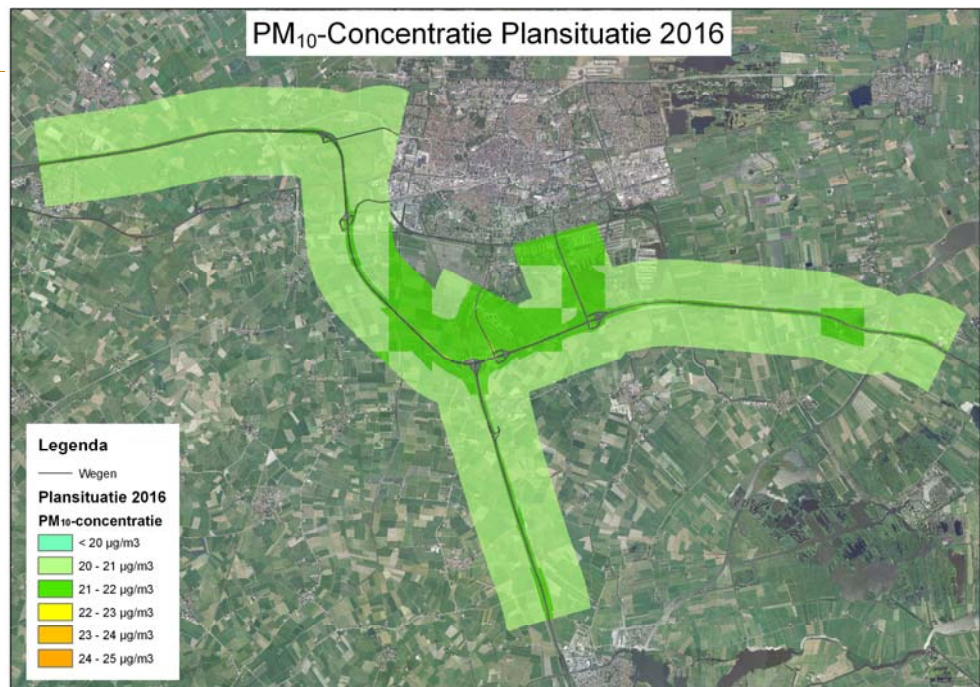 PM₁₀-Concentratie Plansituatie 2016
Legenda
Wegen
Plansituatie 2016
PM₁₀-concentratie
< 20 µg/m3
20 - 21 µg/m3
21 - 22 µg/m3
22 - 23 µg/m3
23 - 24 µg/m3
24 - 25 µg/m3